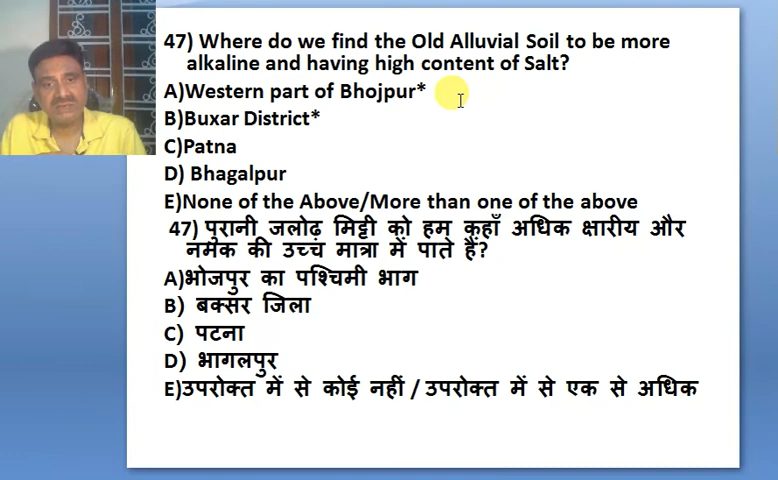 47) Where do we find the Old Alluvial Soil to be more
alkaline and having high content of Salt?
A)Western part of Bhojpur*
B)Buxar District*
C)Patna
D) Bhagalpur
E)None of the Above/More than one of the above
47) पुरानी जलोढ़ मिट्टी को हम कहाँ अधिक क्षारीय और
नमक की उच्च मात्रा में पाते हैं?
A)भोजपुर का पश्चिमी भाग
B) बक्सर जिला
C) पटना
D) भागलपुर
E)उपरोक्त में से कोई नहीं / उपरोक्त में से एक से अधिक